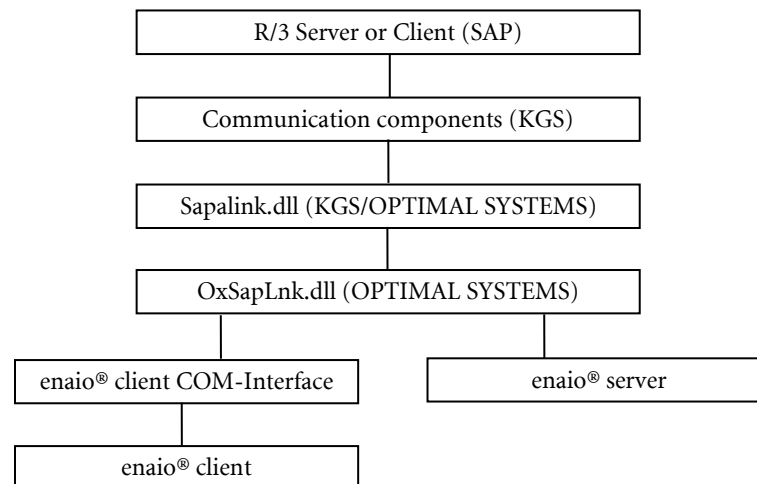 R/3 Server or Client (SAP)
Communication components (KGS)
Sapalink.dll (KGS/OPTIMAL SYSTEMS)
OxSapLnk.dll (OPTIMAL SYSTEMS)
enaio® client COM-Interface
enaio® server
enaio® client